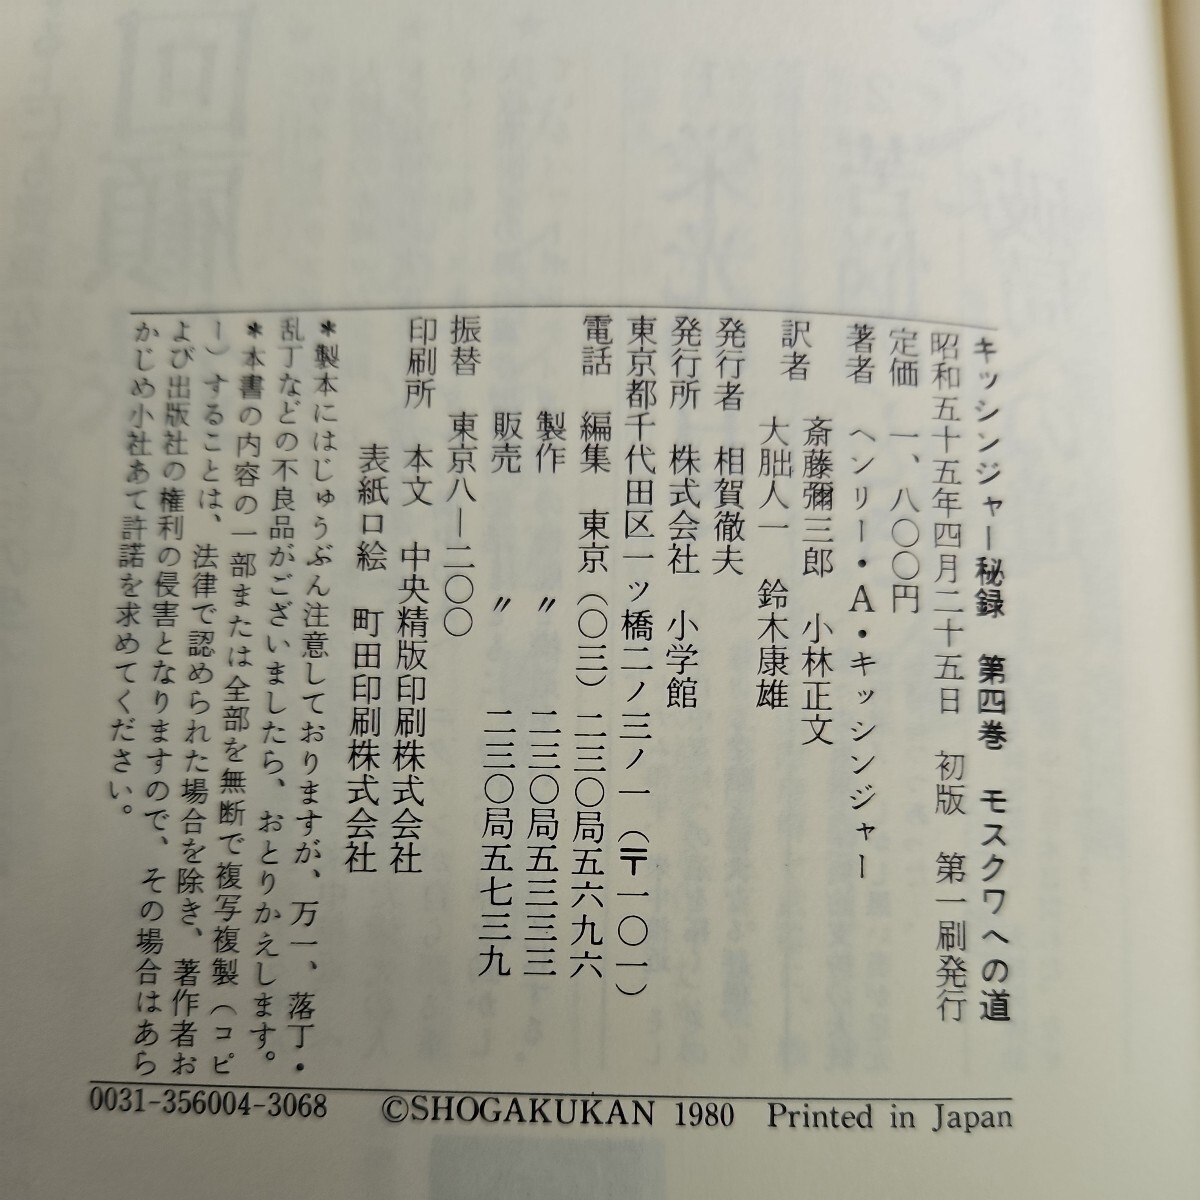 キッシンジャー秘録　第四巻　モスクワへの道
昭和五十五年四月二十五日　初版　第一刷発行
定価　一、八〇〇円
著者　ヘンリー・A・キッシンジャー
訳者　斎藤彌三郎　小林正文
大朏人一　鈴木康雄
発行者　相賀徹夫
発行所　株式会社　小学館
東京都千代田区一ッ橋二ノ三ノ一（〒一〇一）
電話　編集　東京（〇三）二三〇局五六九六
製作　〃　二三〇局五三三三
販売　〃　二三〇局五七三九
振替　東京八―二〇〇
印刷所　本文　中央精版印刷株式会社
表紙口絵　町田印刷株式会社
＊製本にはじゅうぶん注意しておりますが、万一、落丁・
乱丁などの不良品がございましたら、おとりかえします。
＊本書の内容の一部または全部を無断で複写複製（コピ
ー）することは、法律で認められた場合を除き、著作者お
よび出版社の権利の侵害となりますので、その場合はあら
かじめ小社あて許諾を求めてください。
0031-356004-3068　©SHOGAKUKAN 1980　Printed in Japan